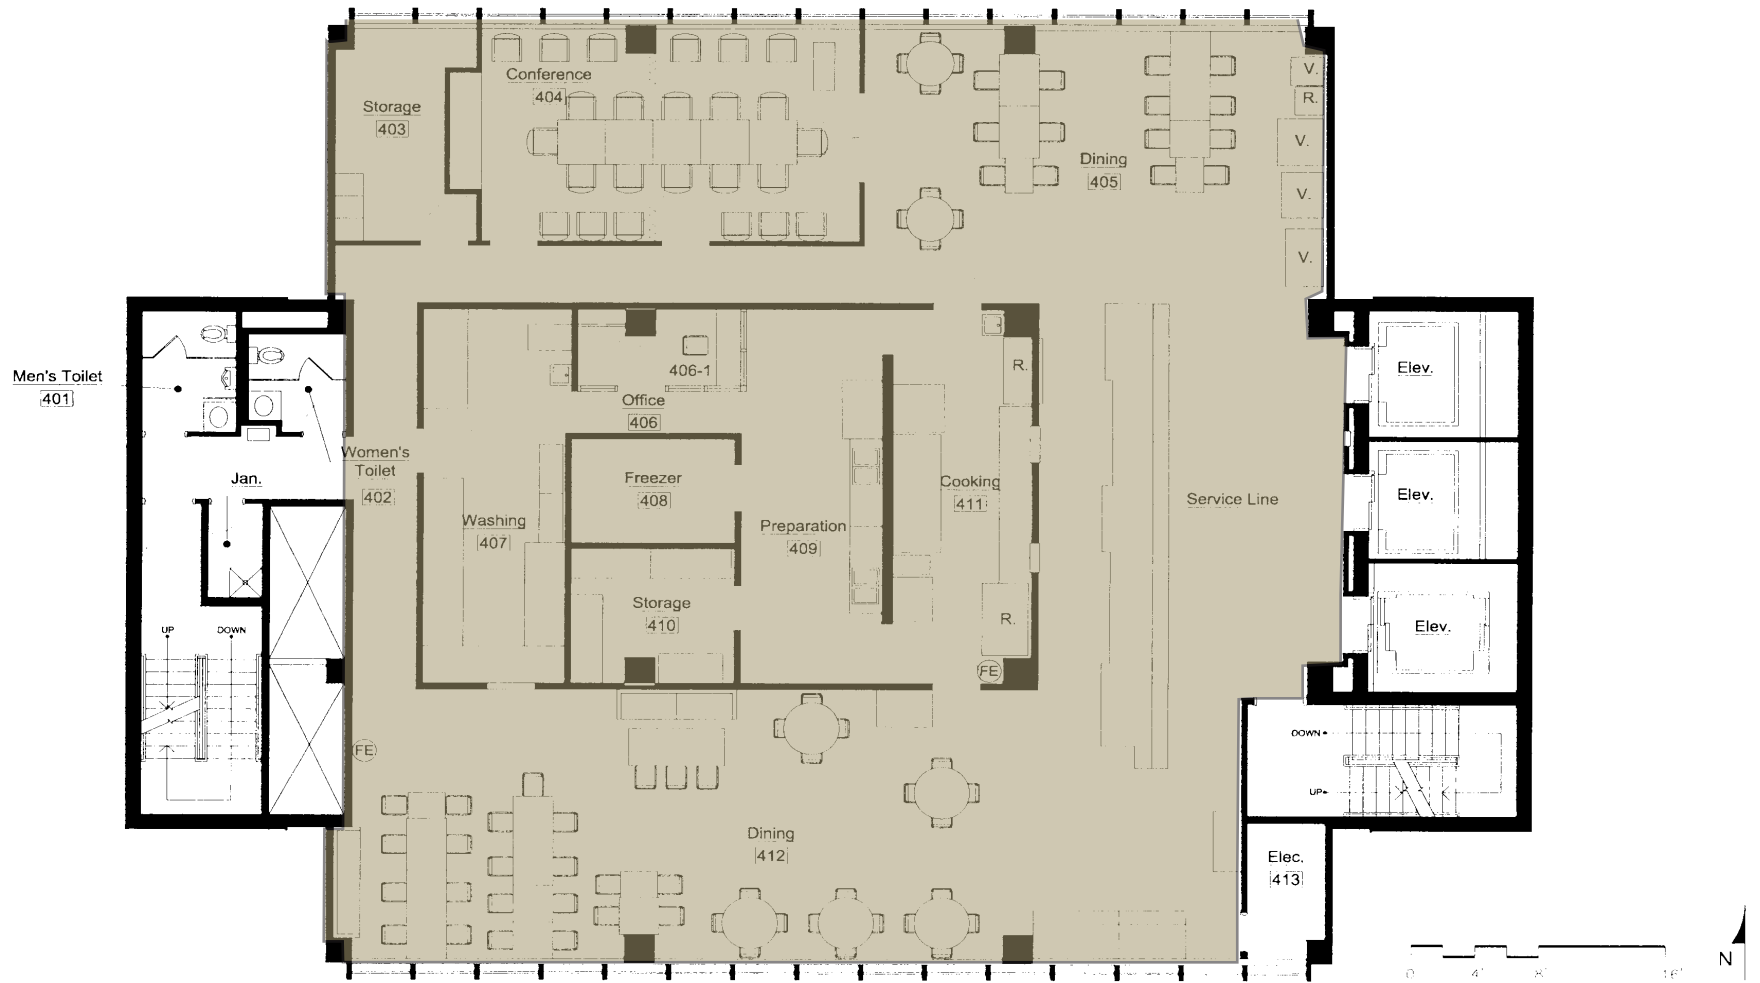 Conference
404
Storage
403
V.
R.
V.
Dining
405
V.
V.
Men's Toilet
401
406-1
R.
Elev.
Office
406
Women's
Toilet
402
Jan.
Freezer
408
Cooking
411
Elev.
Service Line
Washing
407
Preparation
409
Storage
410
R.
Elev.
UP
DOWN
FE
FE
DOWN
UP
Dining
412
Elec.
413
N
0 4' 8' 16'